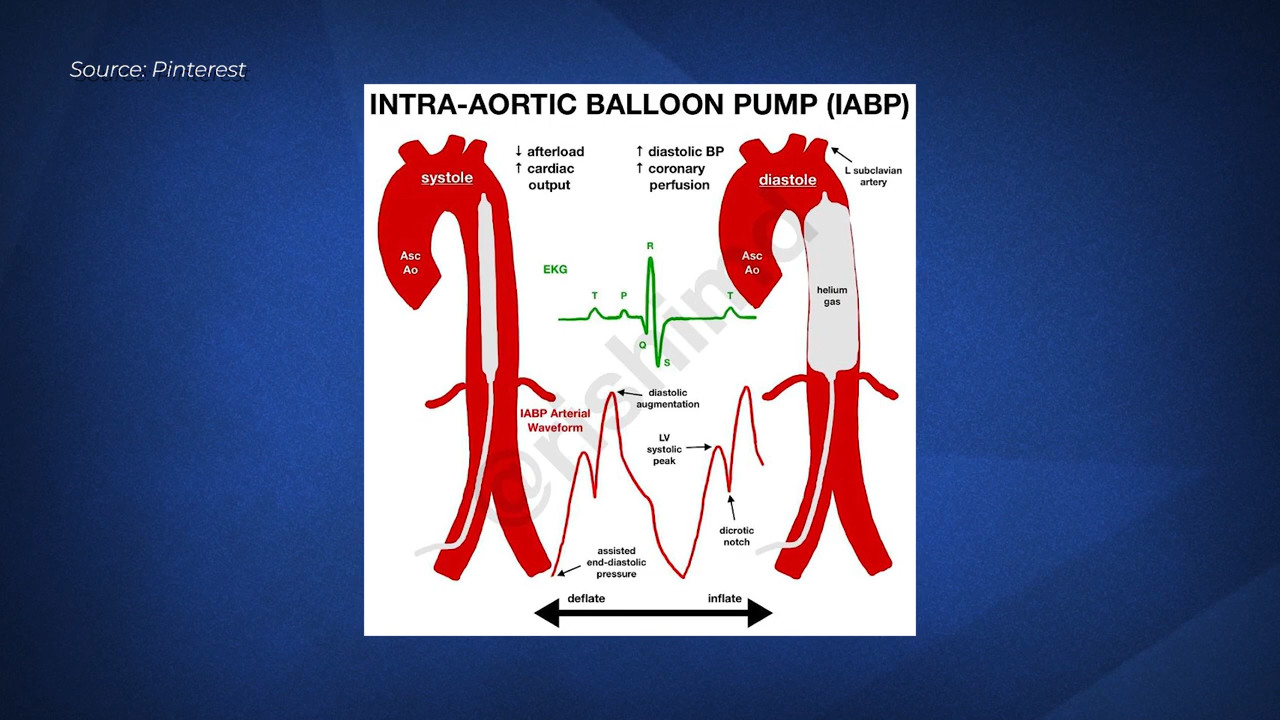 Source: Pinterest
INTRA-AORTIC BALLOON PUMP (IABP)
↓ afterload
↑ cardiac
output
↑ diastolic BP
↑ coronary
perfusion
systole
diastole
L subclavian
artery
Asc
Ao
Asc
Ao
helium
gas
EKG
R
T
P
T
Q
S
IABP Arterial
Waveform
diastolic
augmentation
LV
systolic
peak
dicrotic
notch
assisted
end-diastolic
pressure
deflate
inflate
@rishimd